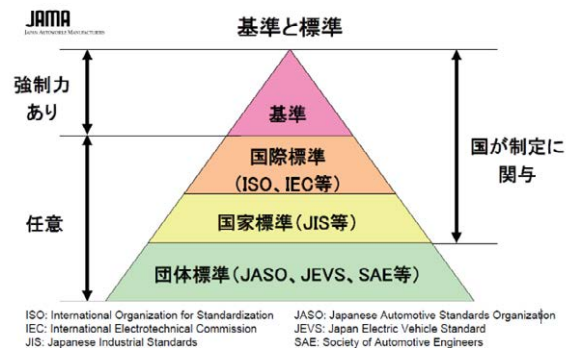 JAMA
JAPAN AUTOMOBILE MANUFACTURERS
基準と標準
強制力
あり
基準
国際標準
(ISO、IEC等)
国が制定に
関与
任意
国家標準(JIS等)
団体標準(JASO、JEVS、SAE等)
ISO: International Organization for Standardization
IEC: International Electrotechnical Commission
JIS: Japanese Industrial Standards
JASO: Japanese Automotive Standards Organization
JEVS: Japan Electric Vehicle Standard
SAE: Society of Automotive Engineers